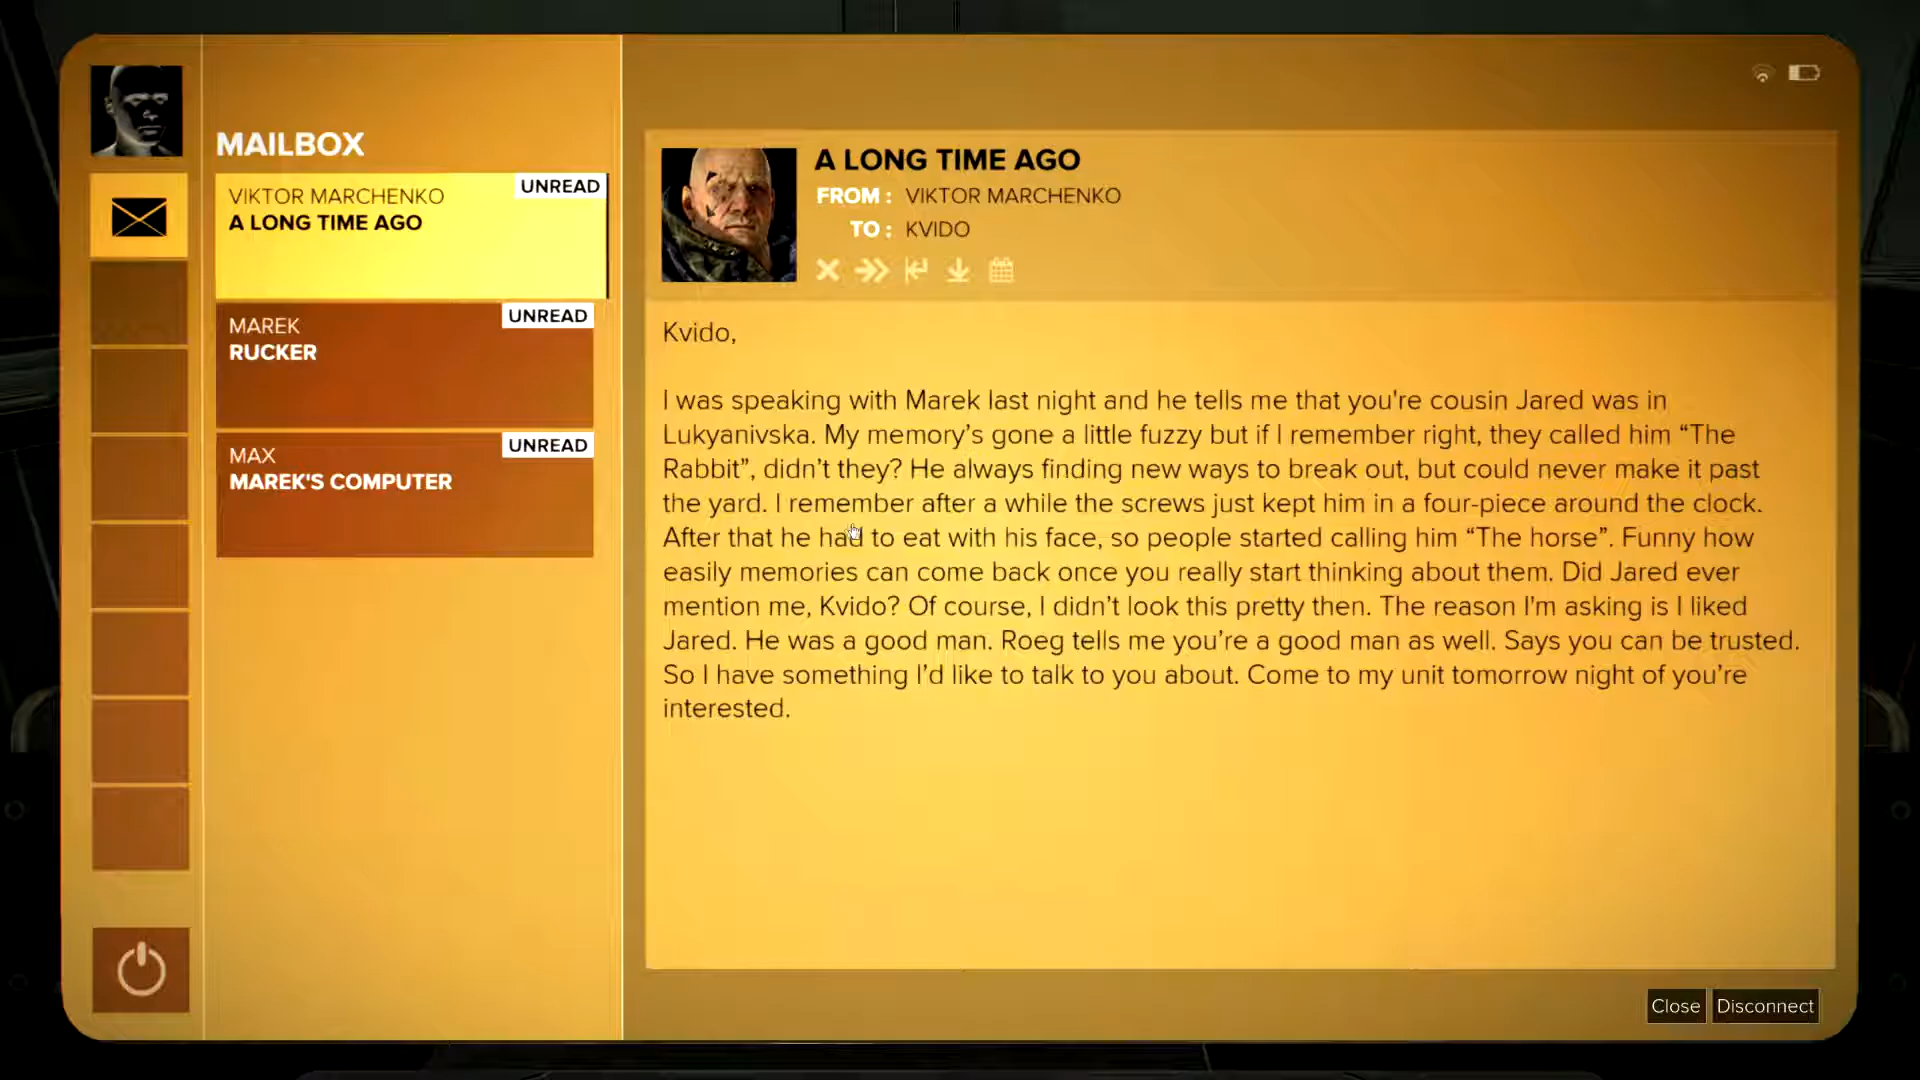 MAILBOX
VIKTOR MARCHENKO
UNREAD
A LONG TIME AGO
MAREK
UNREAD
RUCKER
MAX
UNREAD
MAREK'S COMPUTER
A LONG TIME AGO
FROM : VIKTOR MARCHENKO
TO : KVIDO
Kvido,
I was speaking with Marek last night and he tells me that you're cousin Jared was in
Lukyanivska. My memory’s gone a little fuzzy but if I remember right, they called him “The
Rabbit”, didn’t they? He always finding new ways to break out, but could never make it past
the yard. I remember after a while the screws just kept him in a four-piece around the clock.
After that he had to eat with his face, so people started calling him “The horse”. Funny how
easily memories can come back once you really start thinking about them. Did Jared ever
mention me, Kvido? Of course, I didn’t look this pretty then. The reason I'm asking is I liked
Jared. He was a good man. Roeg tells me you’re a good man as well. Says you can be trusted.
So I have something I’d like to talk to you about. Come to my unit tomorrow night of you’re
interested.
Close
Disconnect